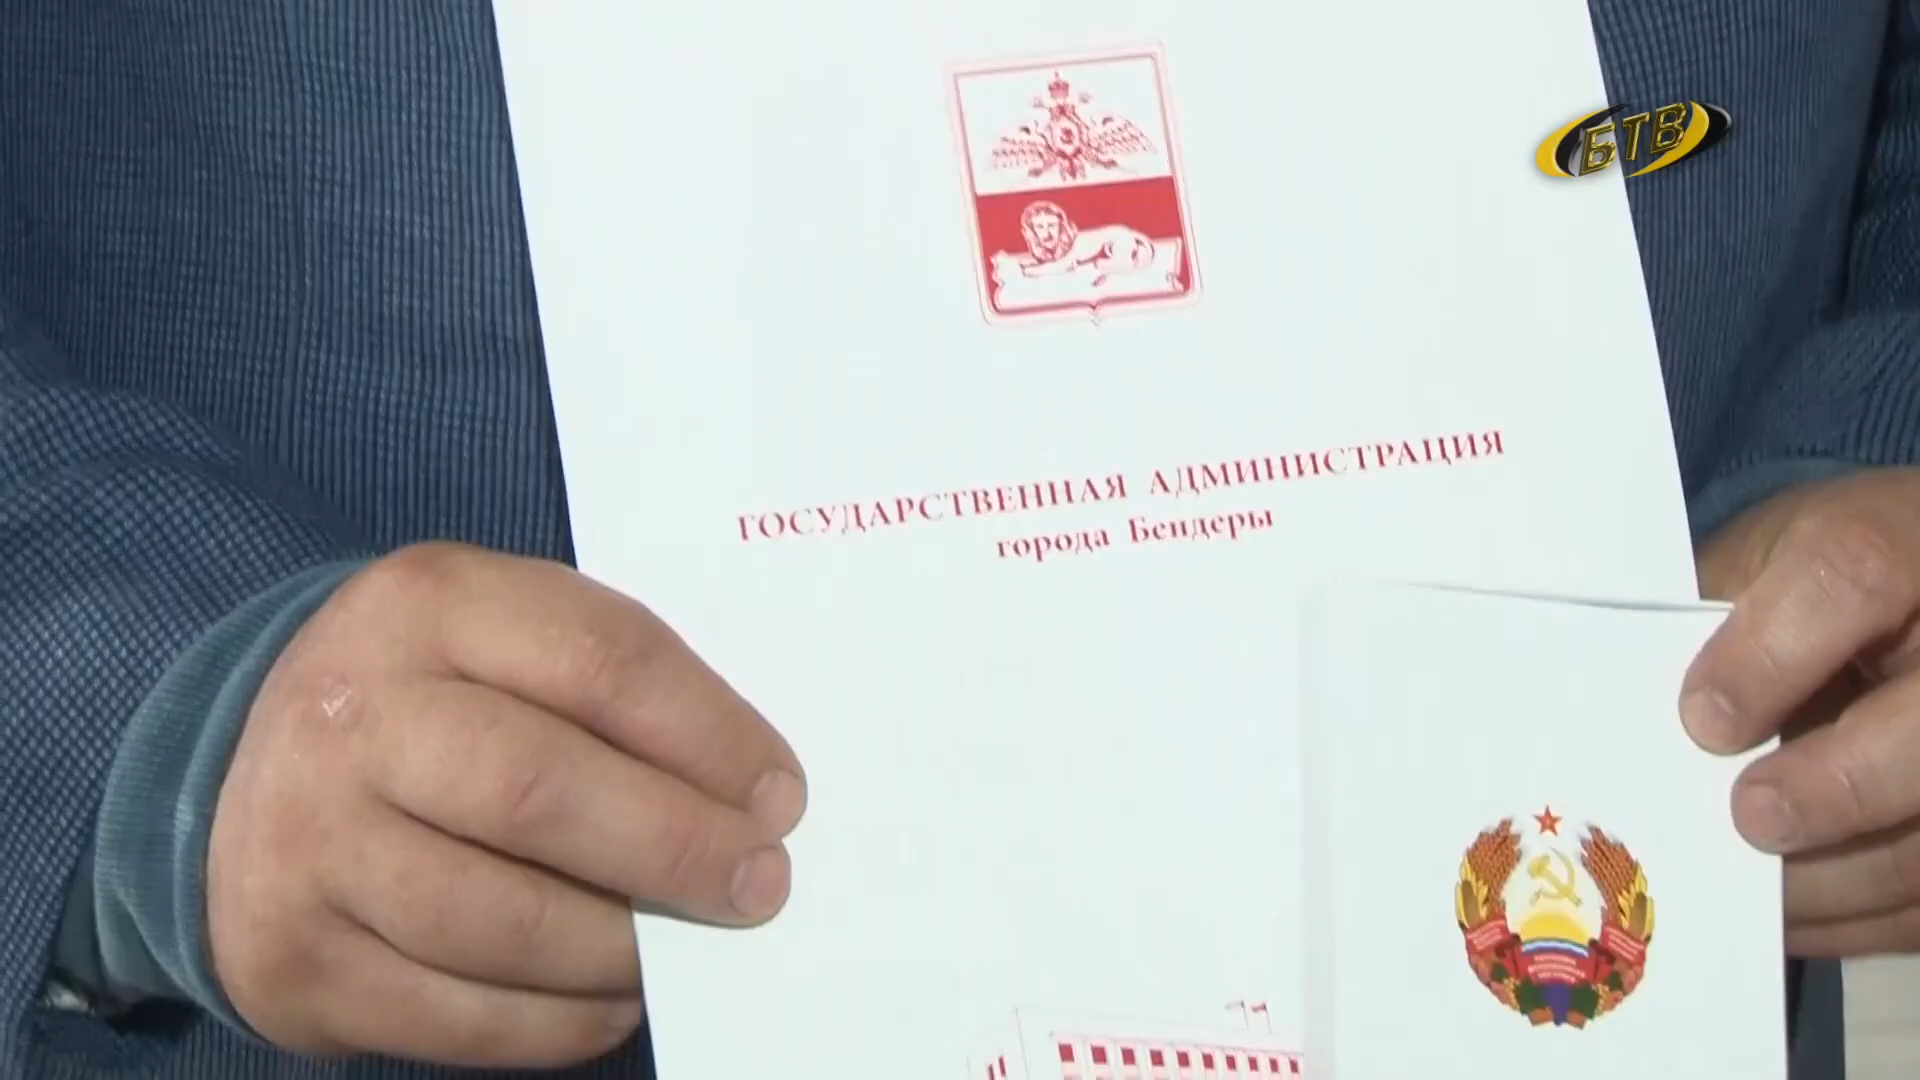 БТВ
ГОСУДАРСТВЕННАЯ АДМИНИСТРАЦИЯ
города Бендеры